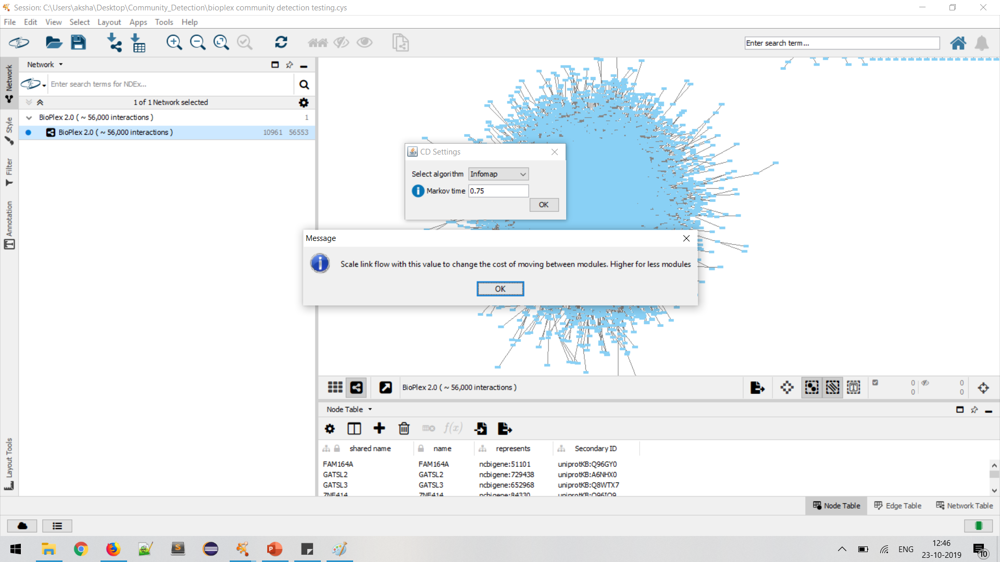 Session: C:\Users\aksha\Desktop\Community_Detection\bioplex community detection testing.cys
File Edit View Select Layout Apps Tools Help
Enter search term...
Network
Enter search terms for NDEx...
1 of 1 Network selected
BioPlex 2.0 ( ~ 56,000 interactions ) 1
BioPlex 2.0 ( ~ 56,000 interactions ) 10961 56553
Network
Style
Filter
Annotation
Layout Tools
CD Settings
Select algorithm Infomap
Markov time 0.75
OK
Message
Scale link flow with this value to change the cost of moving between modules. Higher for less modules
OK
BioPlex 2.0 ( ~ 56,000 interactions )
0 0
0 0
Node Table
f(x)
shared name name represents Secondary ID
FAM164A FAM164A ncbigene:51101 uniprotKB:Q96GY0
GATSL2 GATSL2 ncbigene:729438 uniprotKB:A6NHX0
GATSL3 GATSL3 ncbigene:652968 uniprotKB:Q8WTX7
ZNF414 ZNF414 ncbigene:84330 uniprotKB:Q96IQ9
Node Table Edge Table Network Table
ENG
12:46
23-10-2019
10